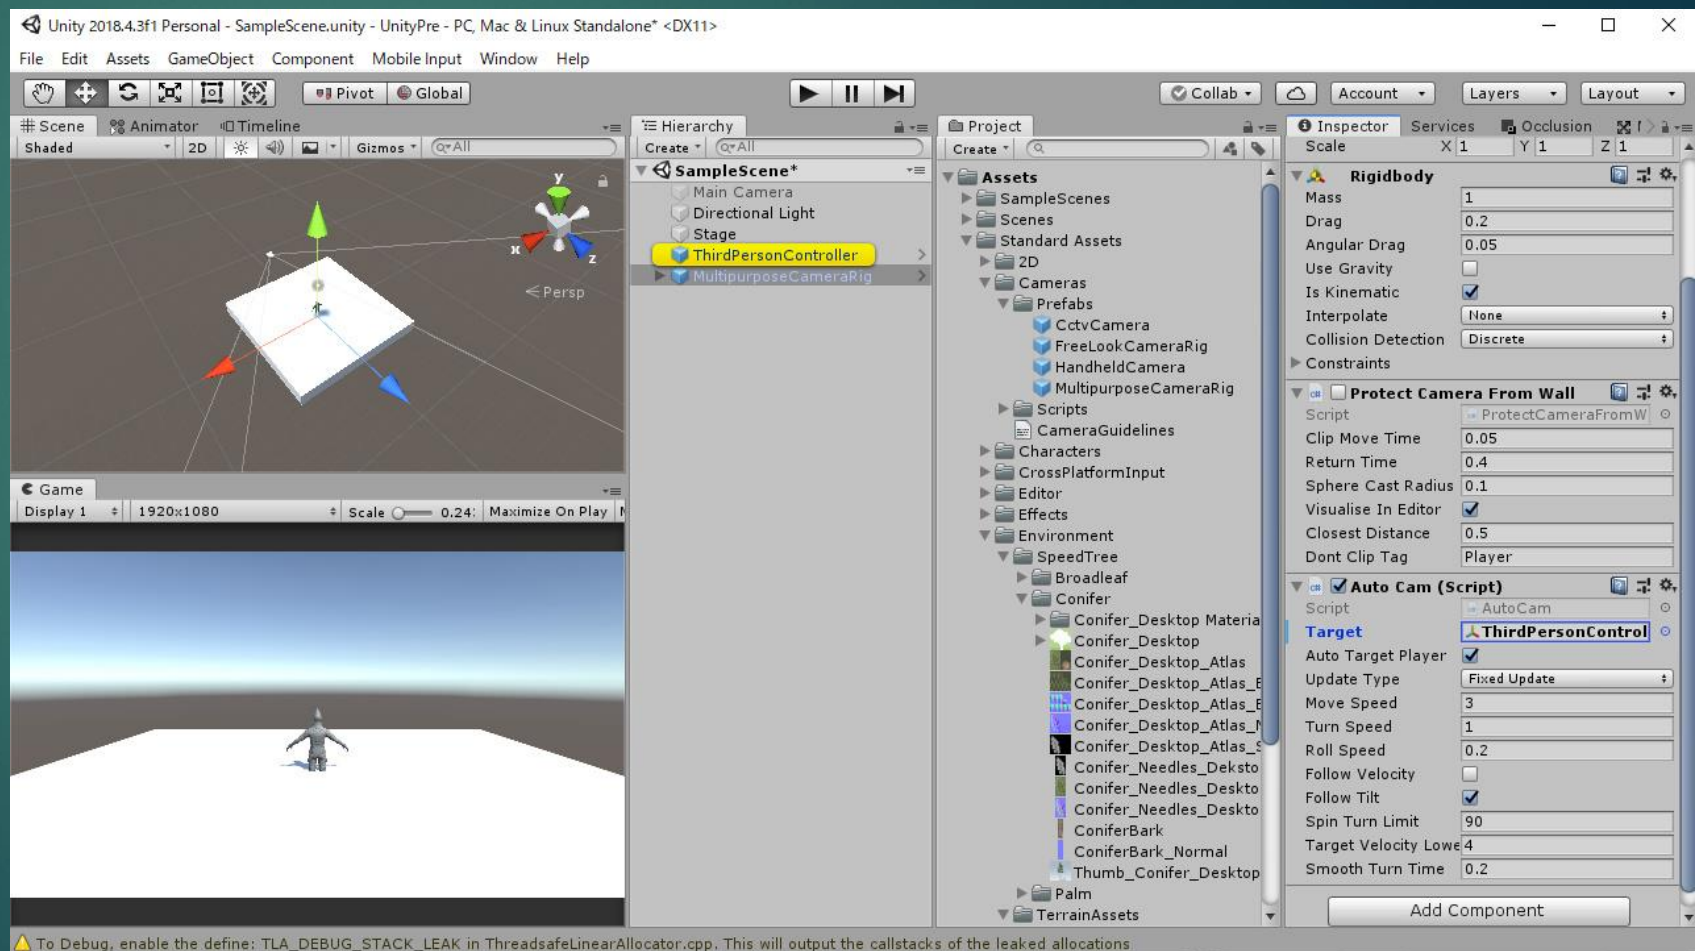 Unity 2018.4.3f1 Personal - SampleScene.unity - UnityPre - PC, Mac & Linux Standalone* <DX11>
File Edit Assets GameObject Component Mobile Input Window Help
Pivot Global Collab Account Layers Layout
Scene Animator Timeline
Shaded 2D Gizmos All
y
x
z
Persp
Game
Display 1 1920x1080 Scale 0.24 Maximize On Play
Hierarchy
Create All
SampleScene*
Main Camera
Directional Light
Stage
ThirdPersonController
MultipurposeCameraRig
Project
Create
Assets
SampleScenes
Scenes
Standard Assets
2D
Cameras
Prefabs
CctvCamera
FreeLookCameraRig
HandheldCamera
MultipurposeCameraRig
Scripts
CameraGuidelines
Characters
CrossPlatformInput
Editor
Effects
Environment
SpeedTree
Broadleaf
Conifer
Conifer_Desktop Materia
Conifer_Desktop
Conifer_Desktop_Atlas
Conifer_Desktop_Atlas_E
Conifer_Desktop_Atlas_E
Conifer_Desktop_Atlas_N
Conifer_Desktop_Atlas_S
Conifer_Needles_Deksto
Conifer_Needles_Deskto
Conifer_Needles_Deskto
ConiferBark
ConiferBark_Normal
Thumb_Conifer_Desktop
Palm
TerrainAssets
Inspector Services Occlusion
Scale X 1 Y 1 Z 1
Rigidbody
Mass 1
Drag 0.2
Angular Drag 0.05
Use Gravity
Is Kinematic
Interpolate None
Collision Detection Discrete
Constraints
Protect Camera From Wall
Script ProtectCameraFromW
Clip Move Time 0.05
Return Time 0.4
Sphere Cast Radius 0.1
Visualise In Editor
Closest Distance 0.5
Dont Clip Tag Player
Auto Cam (Script)
Script AutoCam
Target ThirdPersonControl
Auto Target Player
Update Type Fixed Update
Move Speed 3
Turn Speed 1
Roll Speed 0.2
Follow Velocity
Follow Tilt
Spin Turn Limit 90
Target Velocity Lowe 4
Smooth Turn Time 0.2
Add Component
To Debug, enable the define: TLA_DEBUG_STACK_LEAK in ThreadsafeLinearAllocator.cpp. This will output the callstacks of the leaked allocations